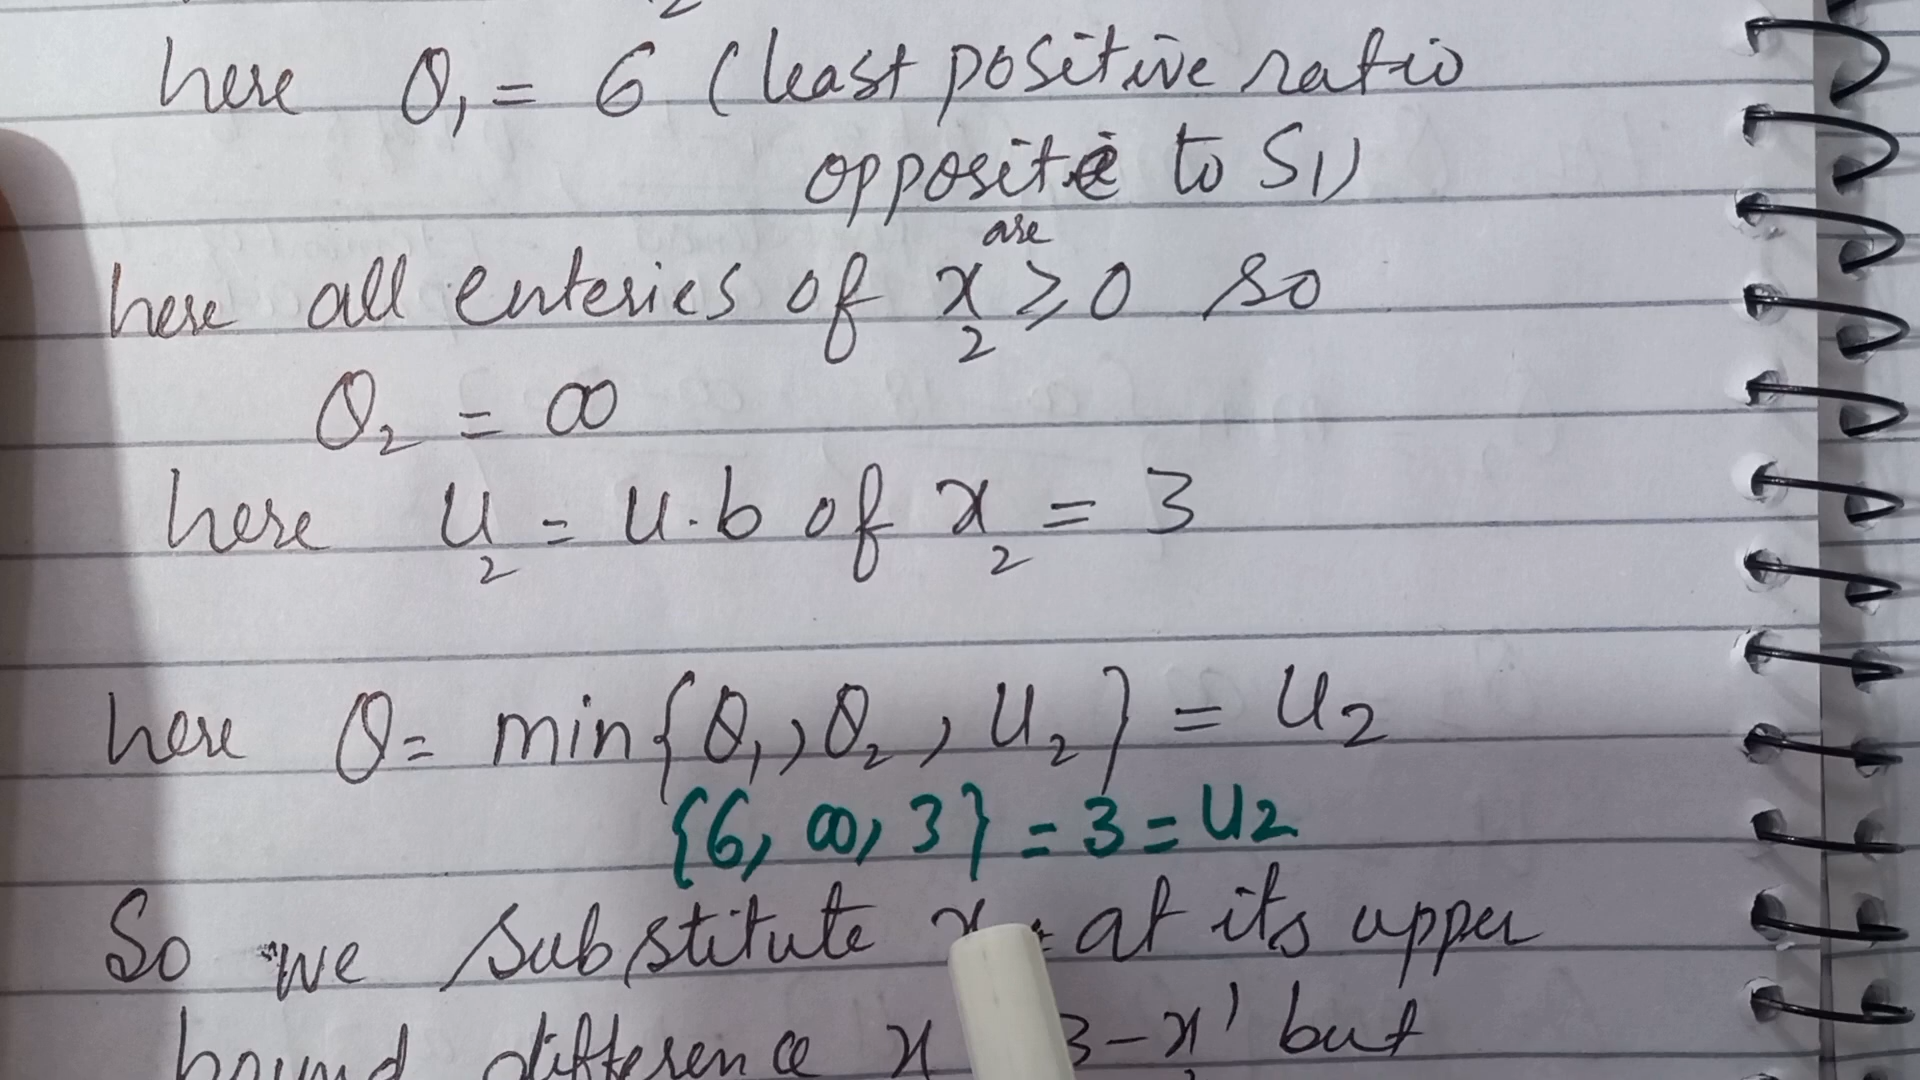 here θ₁ = 6 (least positive ratio
opposite to S1)
here all enteries of x₂ are ≥ 0 so
θ₂ = ∞
here u₂ = u.b of x₂ = 3
here θ = min{θ₁, θ₂, u₂} = u₂
{6, ∞, 3} = 3 = u₂
So we substitute x at its upper
bound difference x 3-x' but